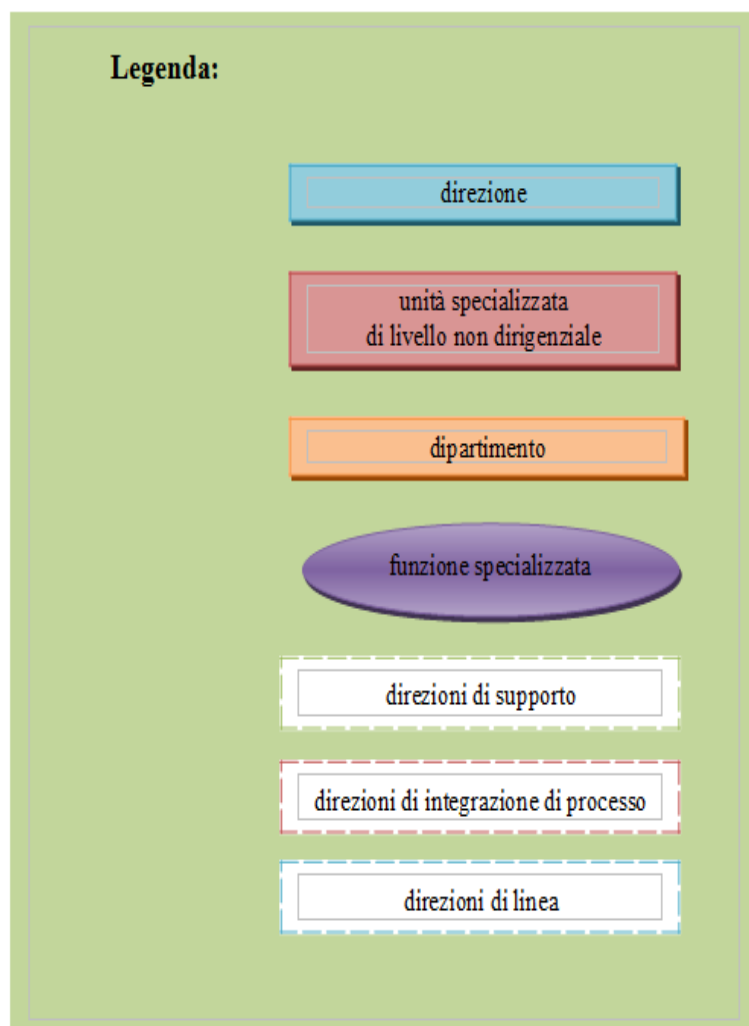 Legenda:
direzione
unità specializzata
di livello non dirigenziale
dipartimento
funzione specializzata
direzioni di supporto
direzioni di integrazione di processo
direzioni di linea